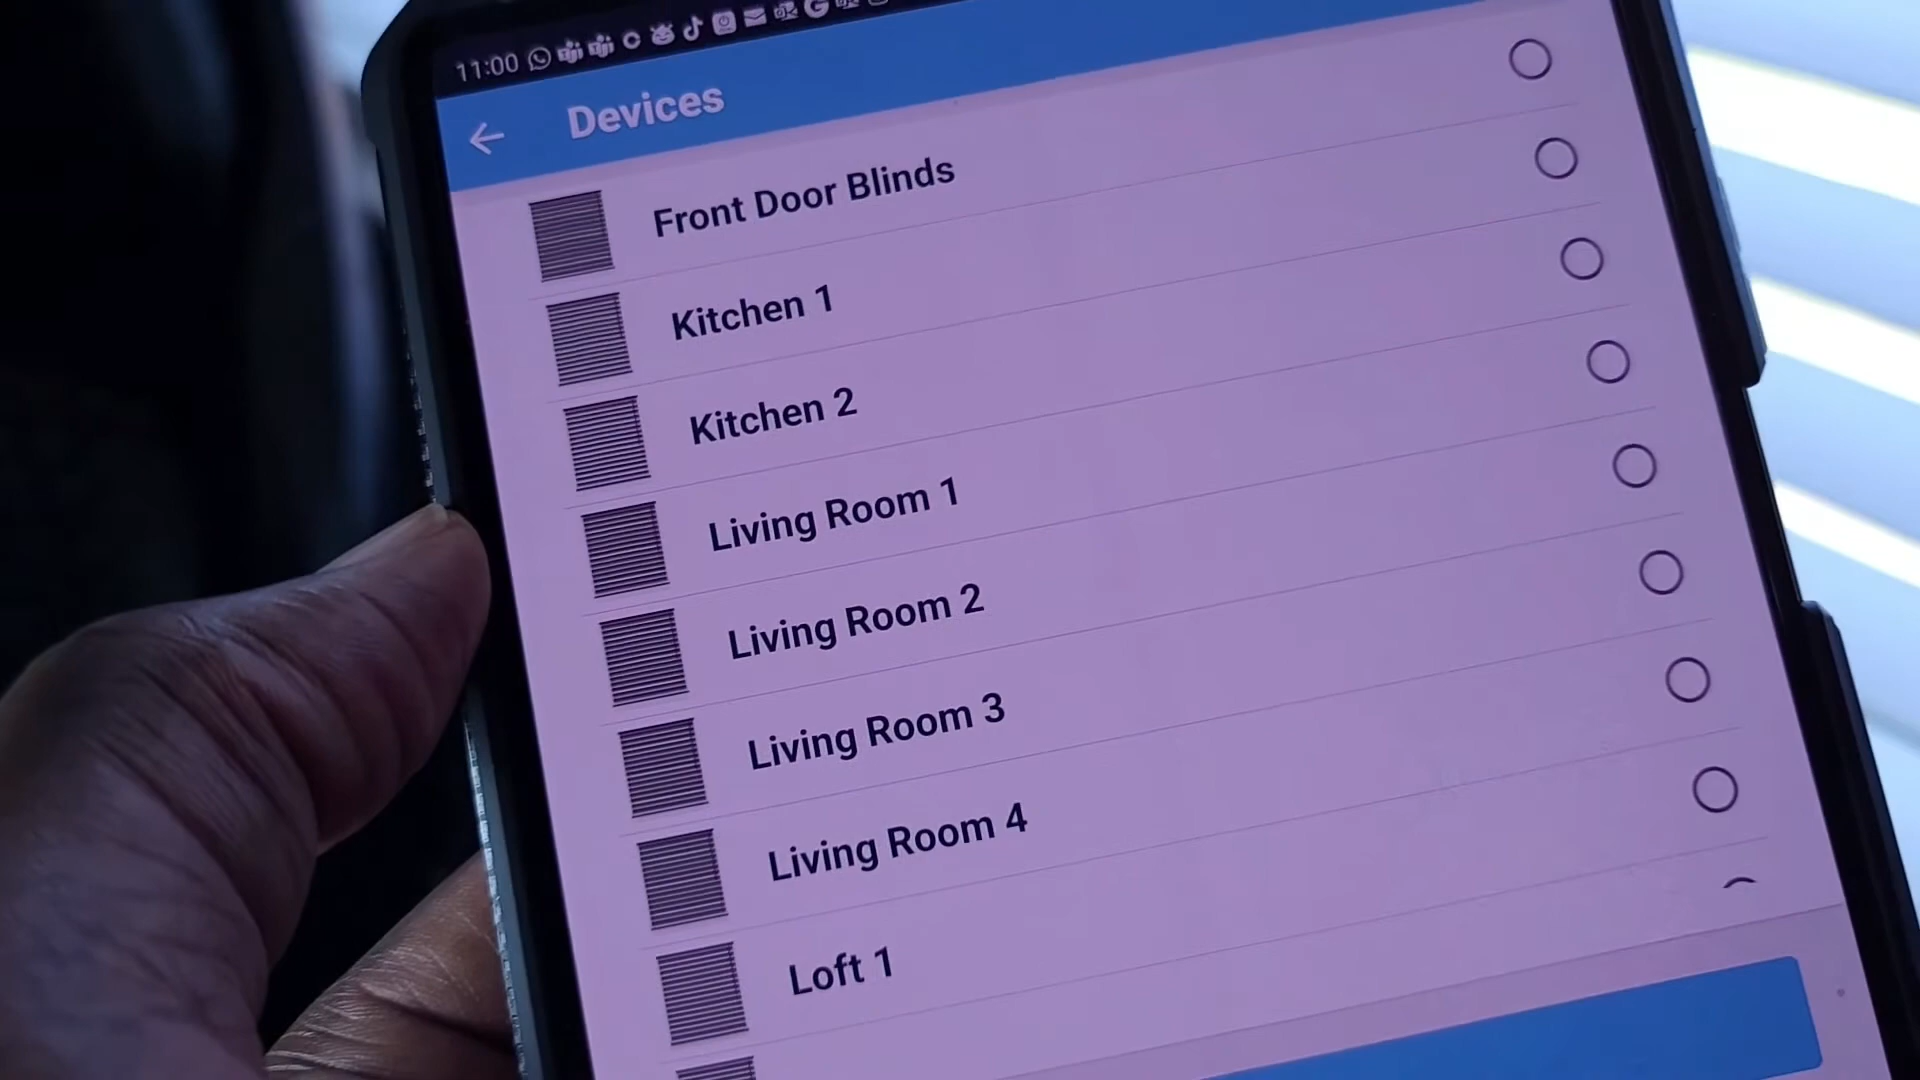 11:00
Devices
Front Door Blinds
Kitchen 1
Kitchen 2
Living Room 1
Living Room 2
Living Room 3
Living Room 4
Loft 1